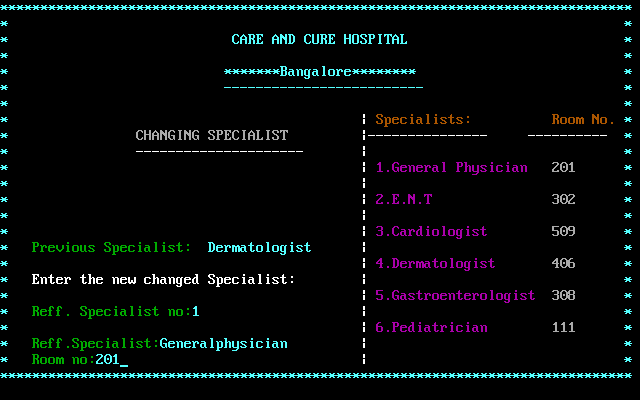 *******************************************************************************
CARE AND CURE HOSPITAL
*******Bangalore********
-------------------------
Specialists: Room No.
CHANGING SPECIALIST
--------------- ----------
---------------------
1.General Physician 201
2.E.N.T 302
3.Cardiologist 509
Previous Specialist: Dermatologist
4.Dermatologist 406
Enter the new changed Specialist:
5.Gastroenterologist 308
Reff. Specialist no:1
6.Pediatrician 111
Reff.Specialist:Generalphysician
Room no:201_
*******************************************************************************